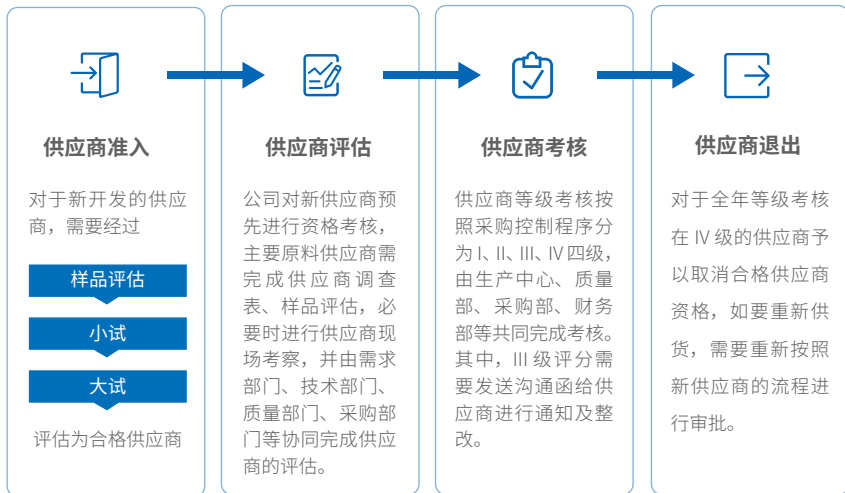 供应商准入
对于新开发的供应
商，需要经过
样品评估
小试
大试
评估为合格供应商
供应商评估
公司对新供应商预
先进行资格考核，
主要原料供应商需
完成供应商调查
表、样品评估，必
要时进行供应商现
场考察，并由需求
部门、技术部门、
质量部门、采购部
门等协同完成供应
商的评估。
供应商考核
供应商等级考核按
照采购控制程序分
为 I、II、III、IV 四级，
由生产中心、质量
部、采购部、财务
部等共同完成考核。
其中，III 级评分需
要发送沟通函给供
应商进行通知及整
改。
供应商退出
对于全年等级考核
在 IV 级的供应商予
以取消合格供应商
资格，如要重新供
货，需要重新按照
新供应商的流程进
行审批。